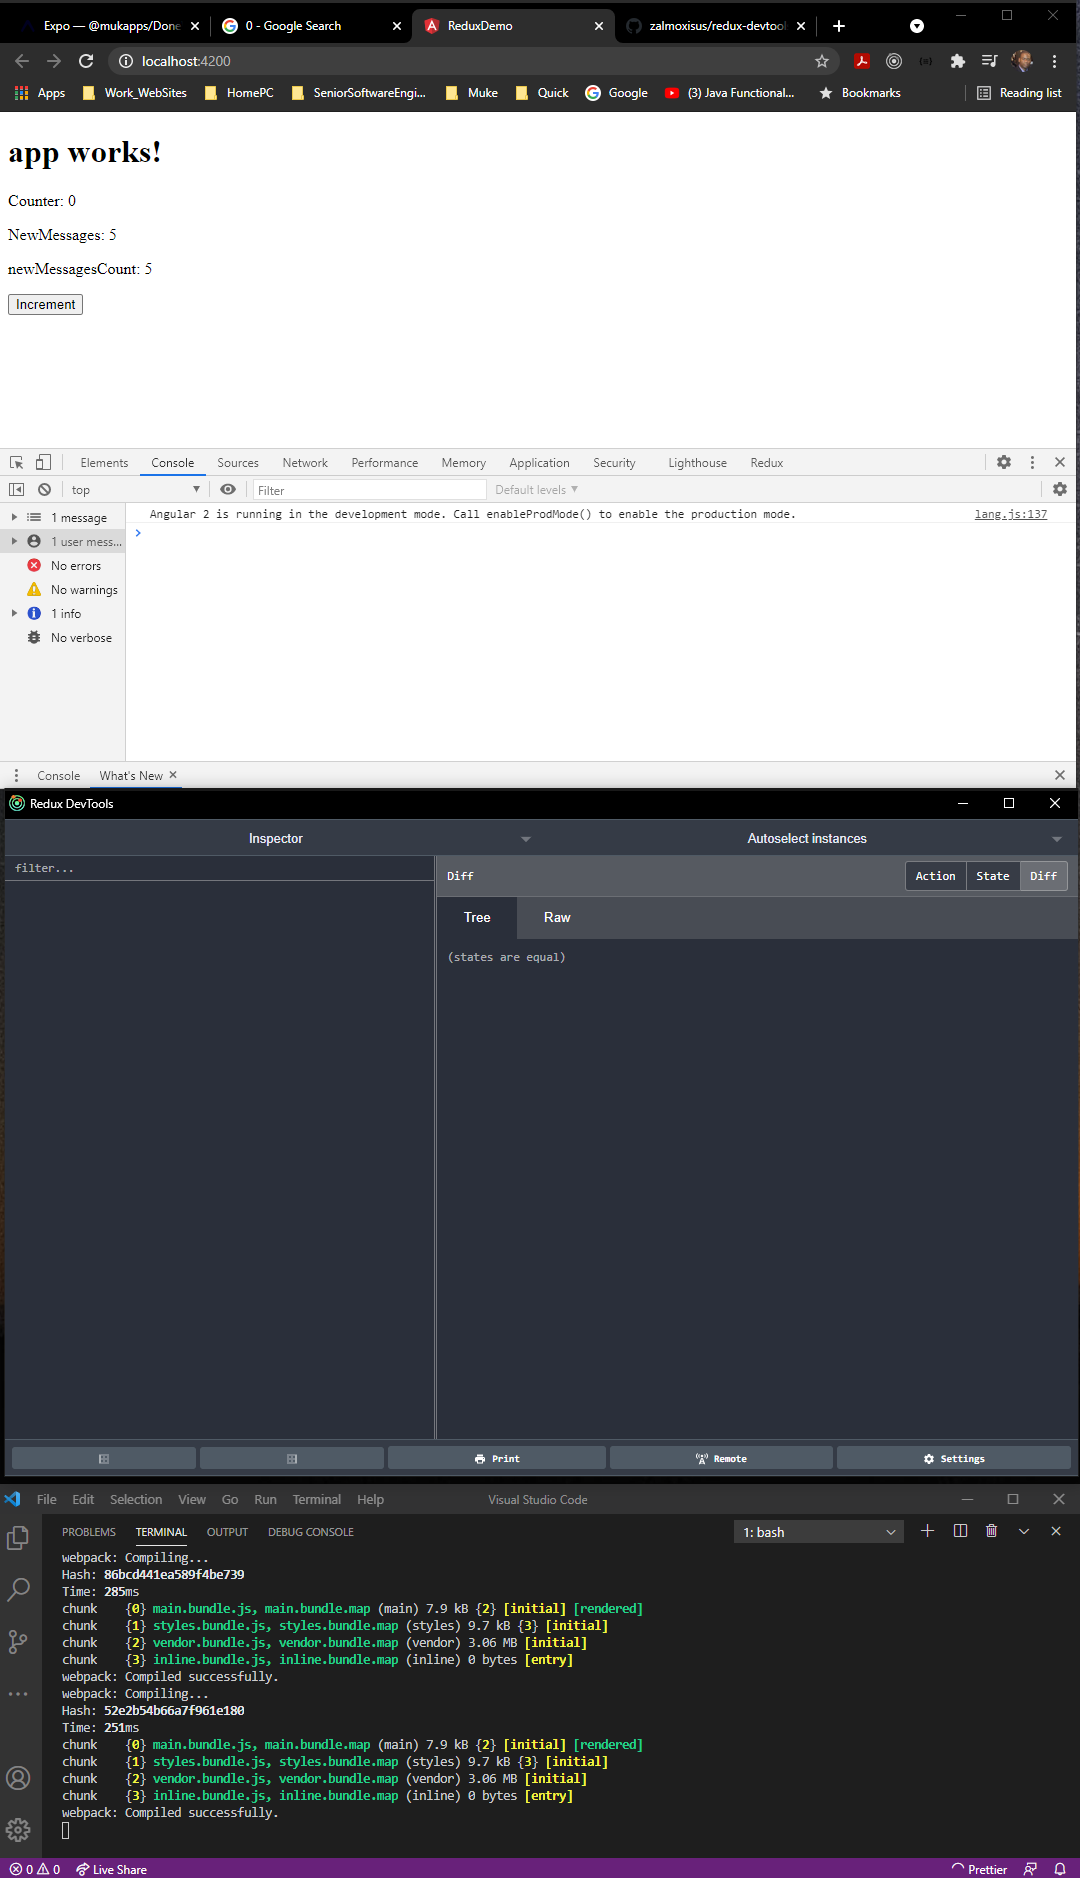 Expo — @mukapps/Done
0 - Google Search
ReduxDemo
zalmoxisus/redux-devtool
localhost:4200
Apps
Work_WebSites
HomePC
SeniorSoftwareEngi...
Muke
Quick
Google
(3) Java Functional...
Bookmarks
Reading list
app works!
Counter: 0
NewMessages: 5
newMessagesCount: 5
Increment
Elements Console Sources Network Performance Memory Application Security Lighthouse Redux
top
Filter
Default levels
1 message
1 user mess...
No errors
No warnings
1 info
No verbose
Angular 2 is running in the development mode. Call enableProdMode() to enable the production mode.
lang.js:137
Console What's New
Redux DevTools
Inspector
Autoselect instances
filter...
Diff
Action State Diff
Tree Raw
(states are equal)
Print
Remote
Settings
File Edit Selection View Go Run Terminal Help
Visual Studio Code
PROBLEMS TERMINAL OUTPUT DEBUG CONSOLE
1: bash
webpack: Compiling...
Hash: 86bcd441ea589f4be739
Time: 285ms
chunk {0} main.bundle.js, main.bundle.map (main) 7.9 kB {2} [initial] [rendered]
chunk {1} styles.bundle.js, styles.bundle.map (styles) 9.7 kB {3} [initial]
chunk {2} vendor.bundle.js, vendor.bundle.map (vendor) 3.06 MB [initial]
chunk {3} inline.bundle.js, inline.bundle.map (inline) 0 bytes [entry]
webpack: Compiled successfully.
webpack: Compiling...
Hash: 52e2b54b66a7f961e180
Time: 251ms
chunk {0} main.bundle.js, main.bundle.map (main) 7.9 kB {2} [initial] [rendered]
chunk {1} styles.bundle.js, styles.bundle.map (styles) 9.7 kB {3} [initial]
chunk {2} vendor.bundle.js, vendor.bundle.map (vendor) 3.06 MB [initial]
chunk {3} inline.bundle.js, inline.bundle.map (inline) 0 bytes [entry]
webpack: Compiled successfully.
0 0 Live Share
Prettier